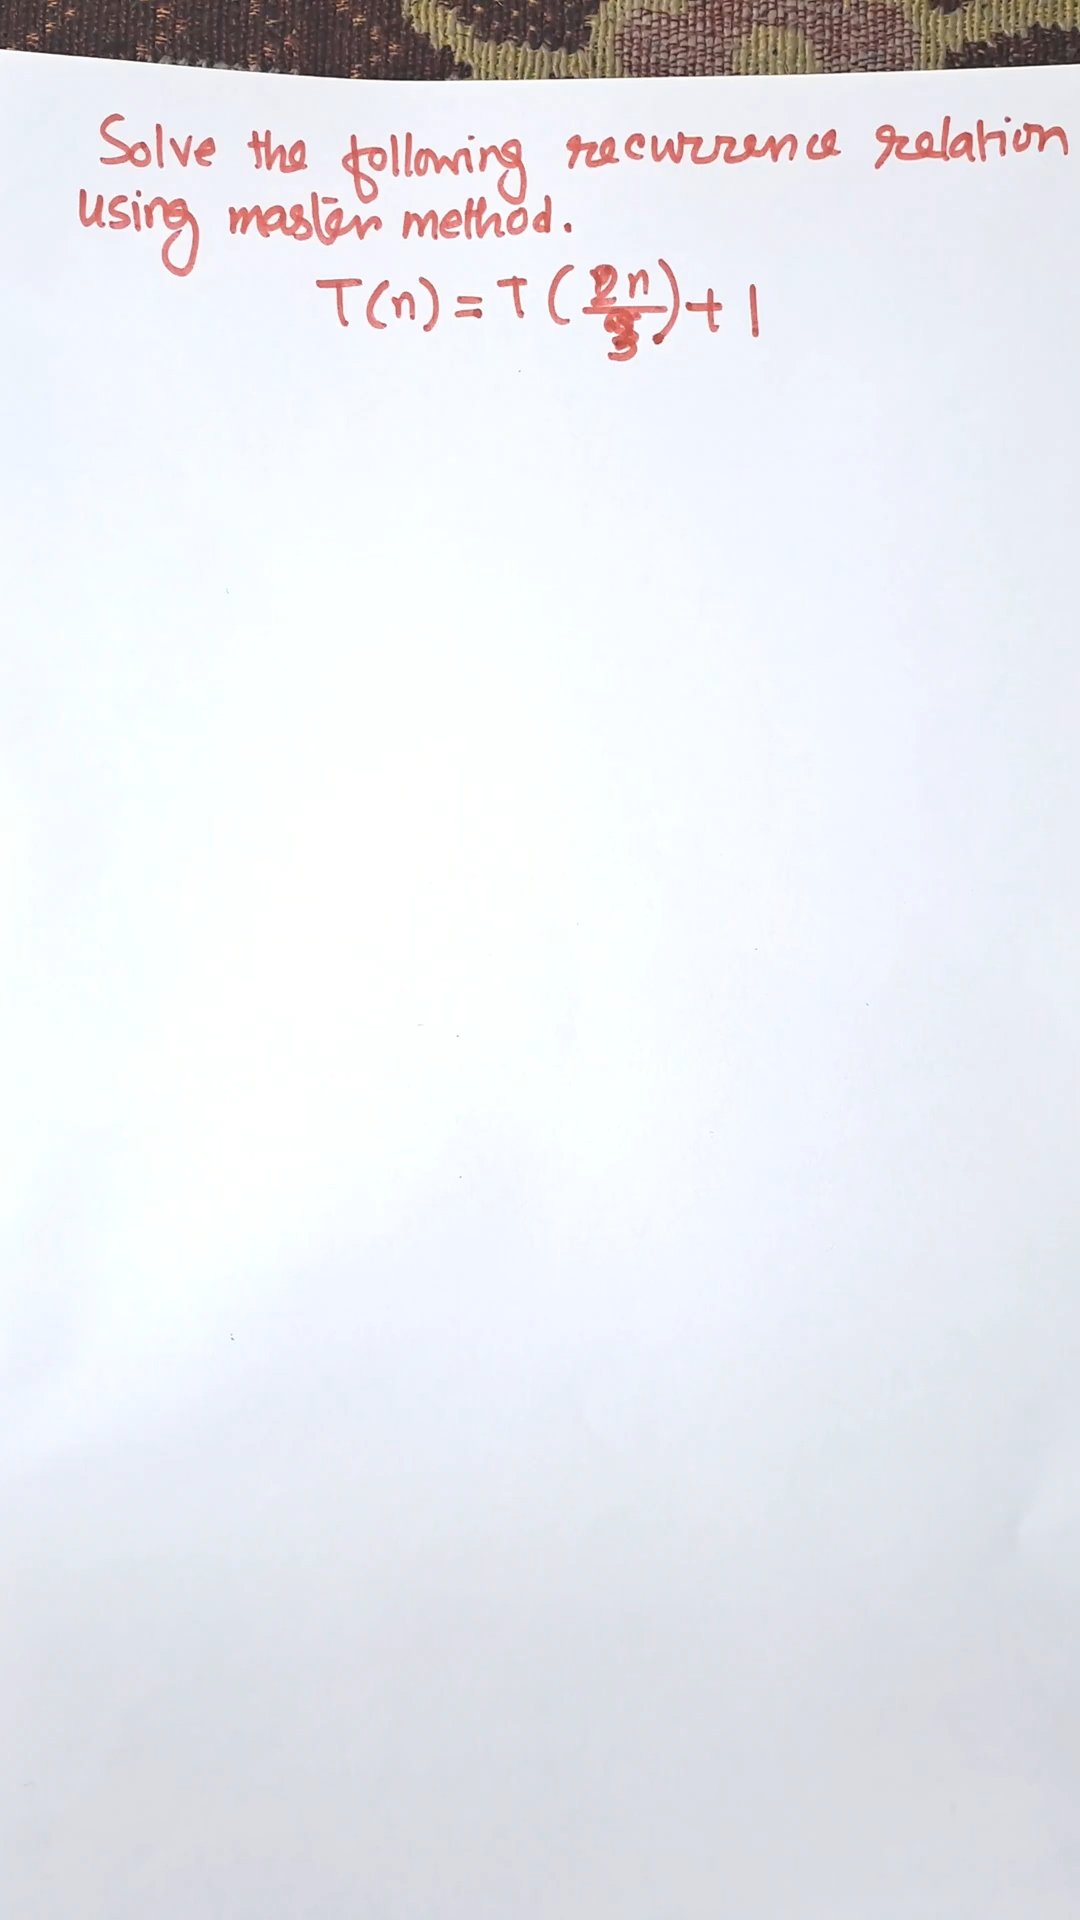 Solve the following recurrence relation
using master method.
T(n) = T(2n/3) + 1